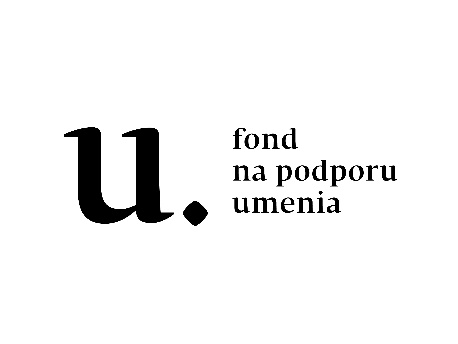 u.
fond
na podporu
umenia